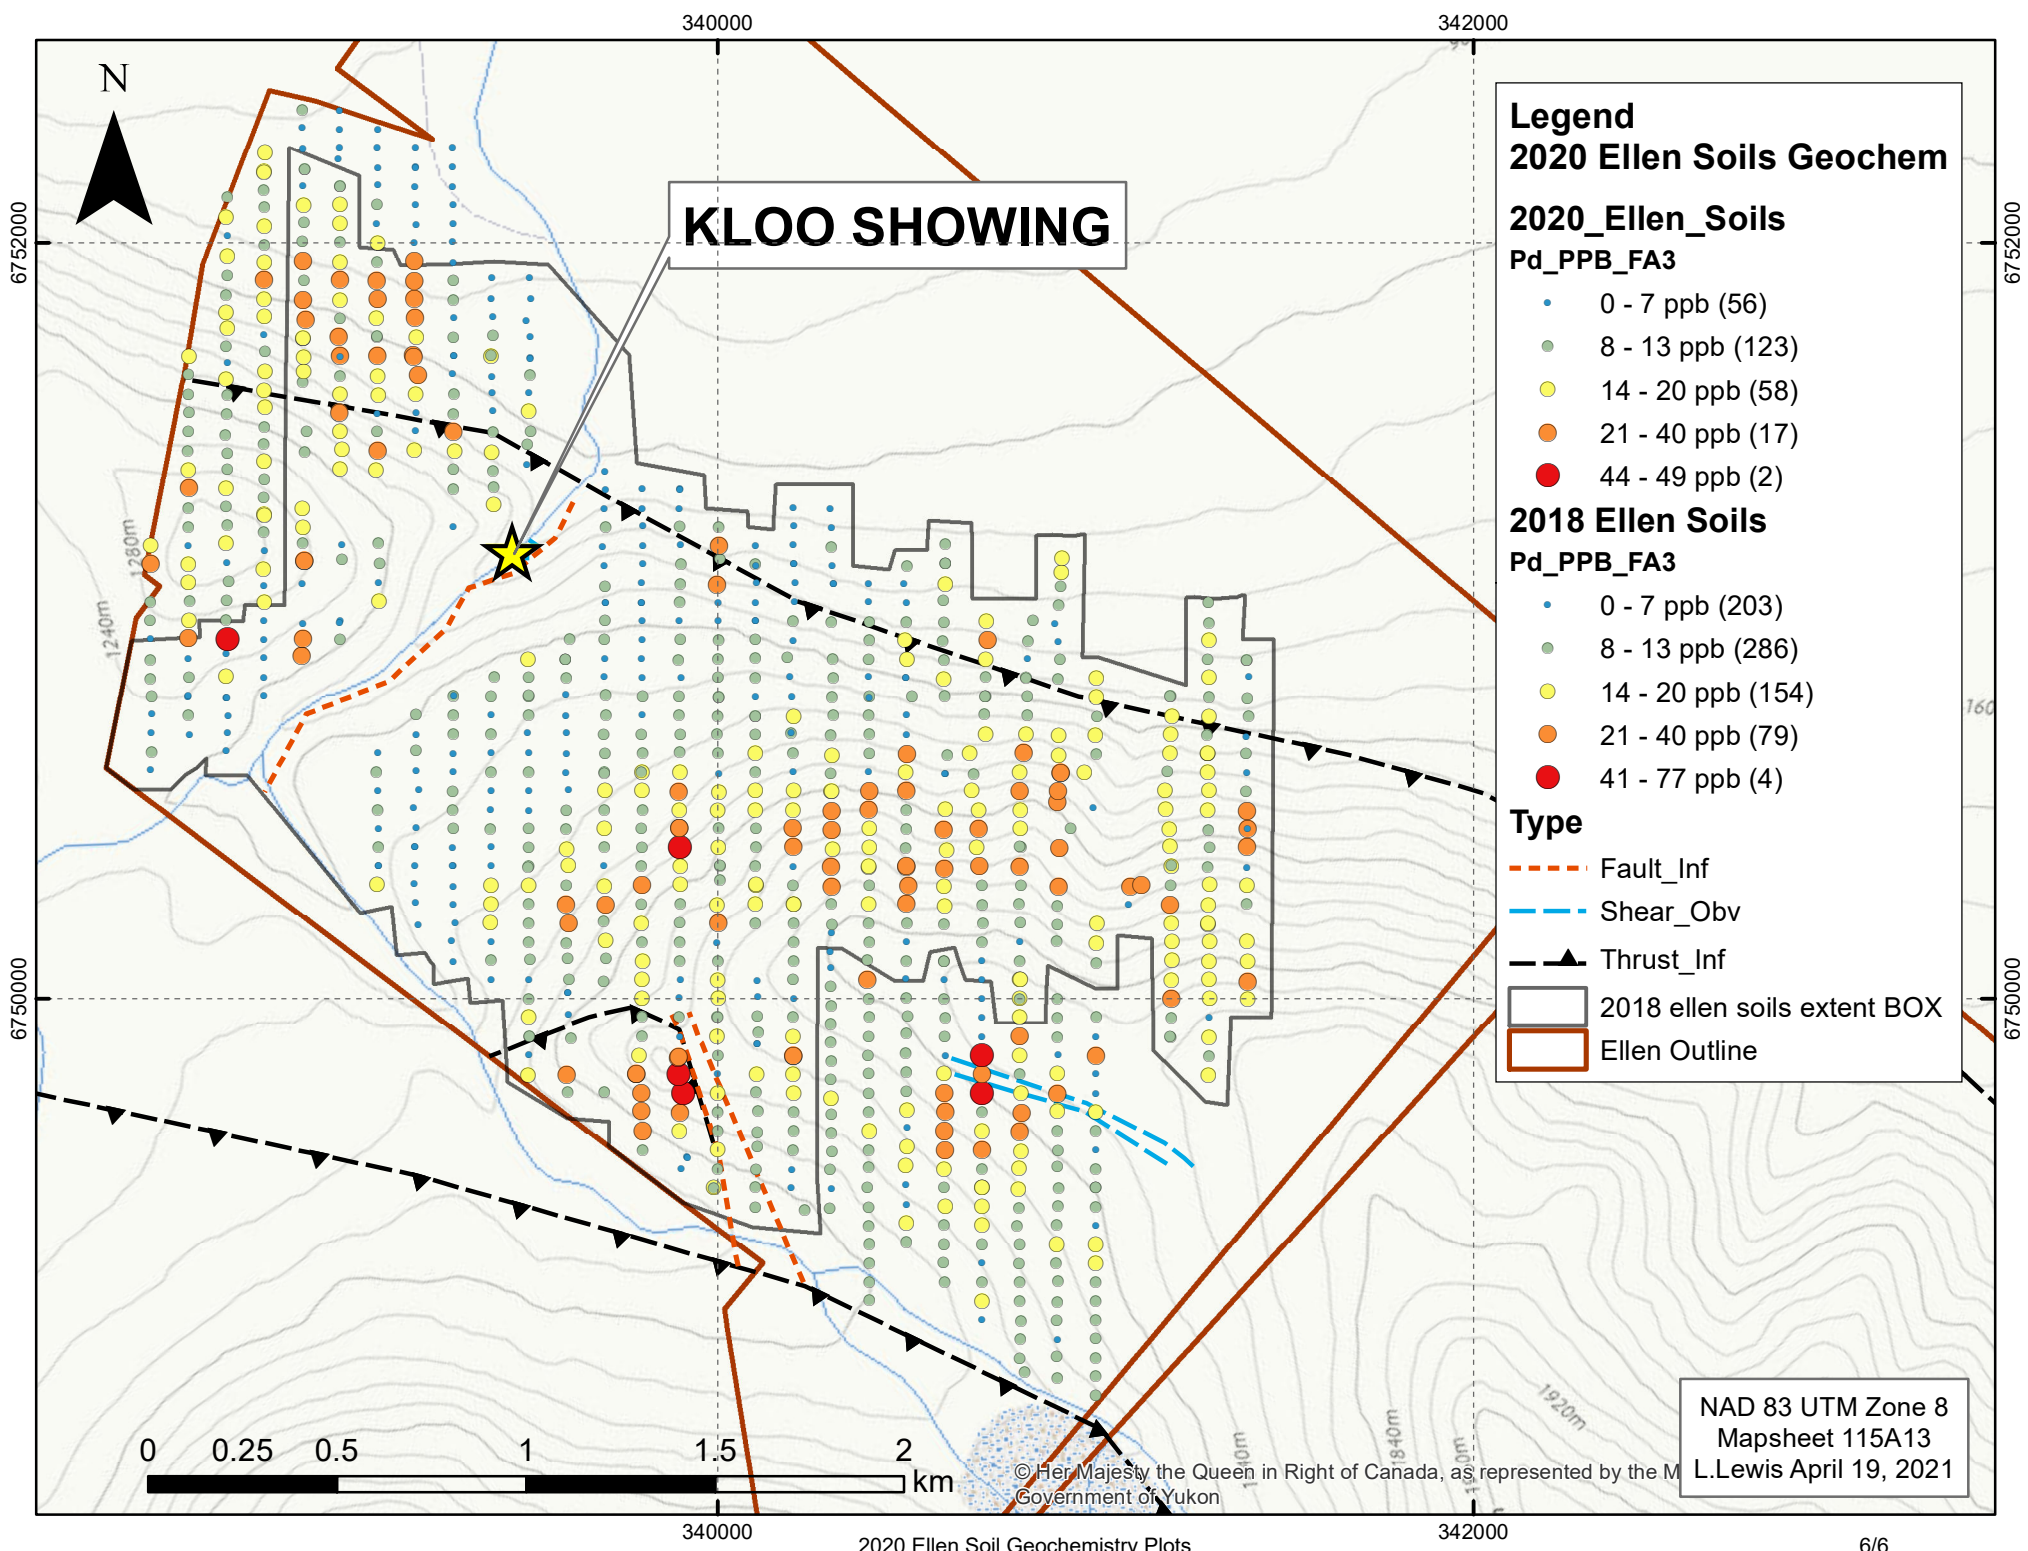 340000
342000
N
Legend
2020 Ellen Soils Geochem
2020_Ellen_Soils
Pd_PPB_FA3
0 - 7 ppb (56)
8 - 13 ppb (123)
14 - 20 ppb (58)
21 - 40 ppb (17)
44 - 49 ppb (2)
2018 Ellen Soils
Pd_PPB_FA3
0 - 7 ppb (203)
8 - 13 ppb (286)
14 - 20 ppb (154)
21 - 40 ppb (79)
41 - 77 ppb (4)
Type
Fault_Inf
Shear_Obv
Thrust_Inf
2018 ellen soils extent BOX
Ellen Outline
KLOO SHOWING
6752000
6752000
1280m
1240m
160
6750000
6750000
1920m
1840m
0 0.25 0.5 1 1.5 2
km
NAD 83 UTM Zone 8
Mapsheet 115A13
L.Lewis April 19, 2021
© Her Majesty the Queen in Right of Canada, as represented by the M
Government of Yukon
340000
342000
2020 Ellen Soil Geochemistry Plots
6/6